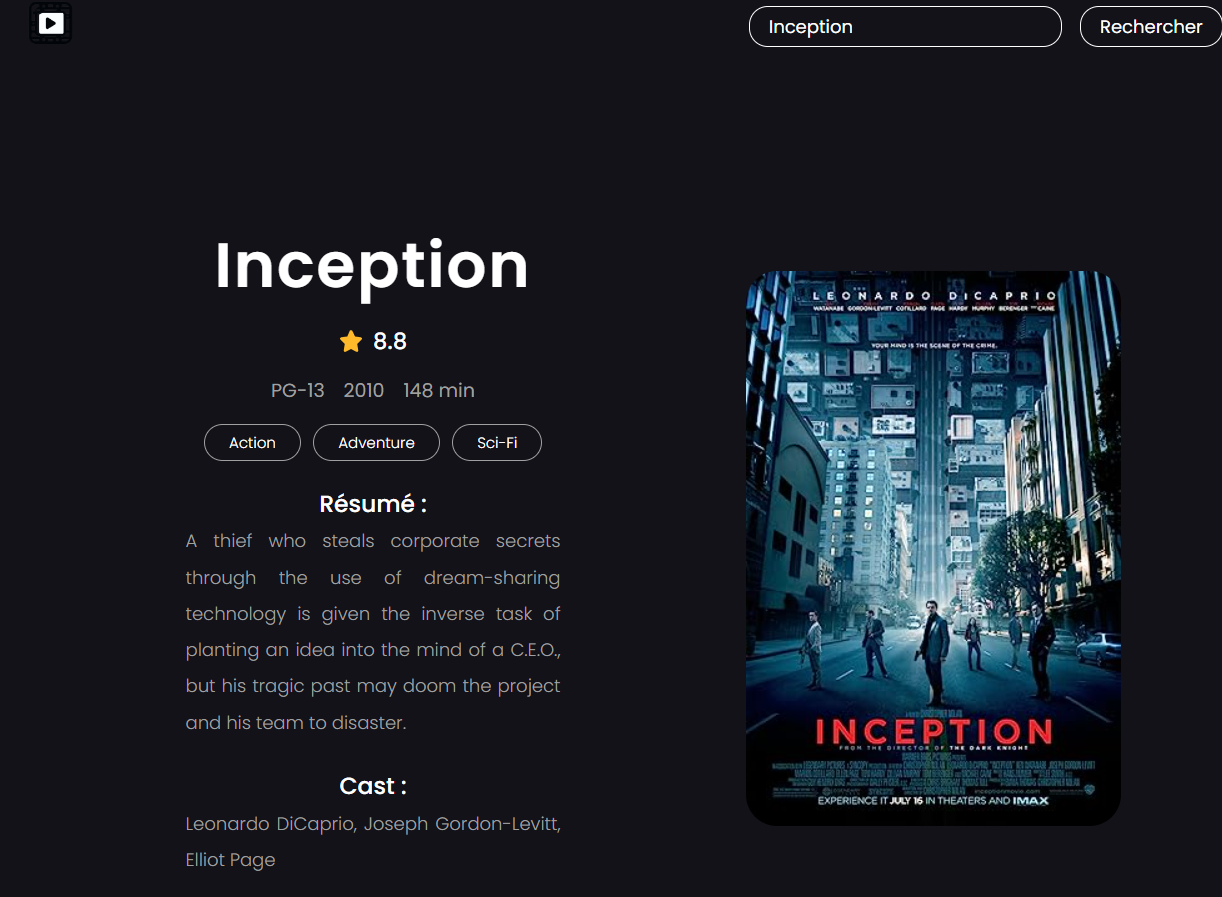 Inception
Rechercher
Inception
8.8
PG-13 2010 148 min
Action Adventure Sci-Fi
Résumé :
A thief who steals corporate secrets
through the use of dream-sharing
technology is given the inverse task of
planting an idea into the mind of a C.E.O.,
but his tragic past may doom the project
and his team to disaster.
Cast :
Leonardo DiCaprio, Joseph Gordon-Levitt,
Elliot Page
LEONARDO DiCAPRIO
WATANABE GORDON-LEVITT COTILLARD PAGE HARDY MURPHY BERENGER AND CAINE
YOUR MIND IS THE SCENE OF THE CRIME.
INCEPTION
FROM THE DIRECTOR OF THE DARK KNIGHT
inceptionmovie.com
EXPERIENCE IT JULY 16 IN THEATERS AND IMAX